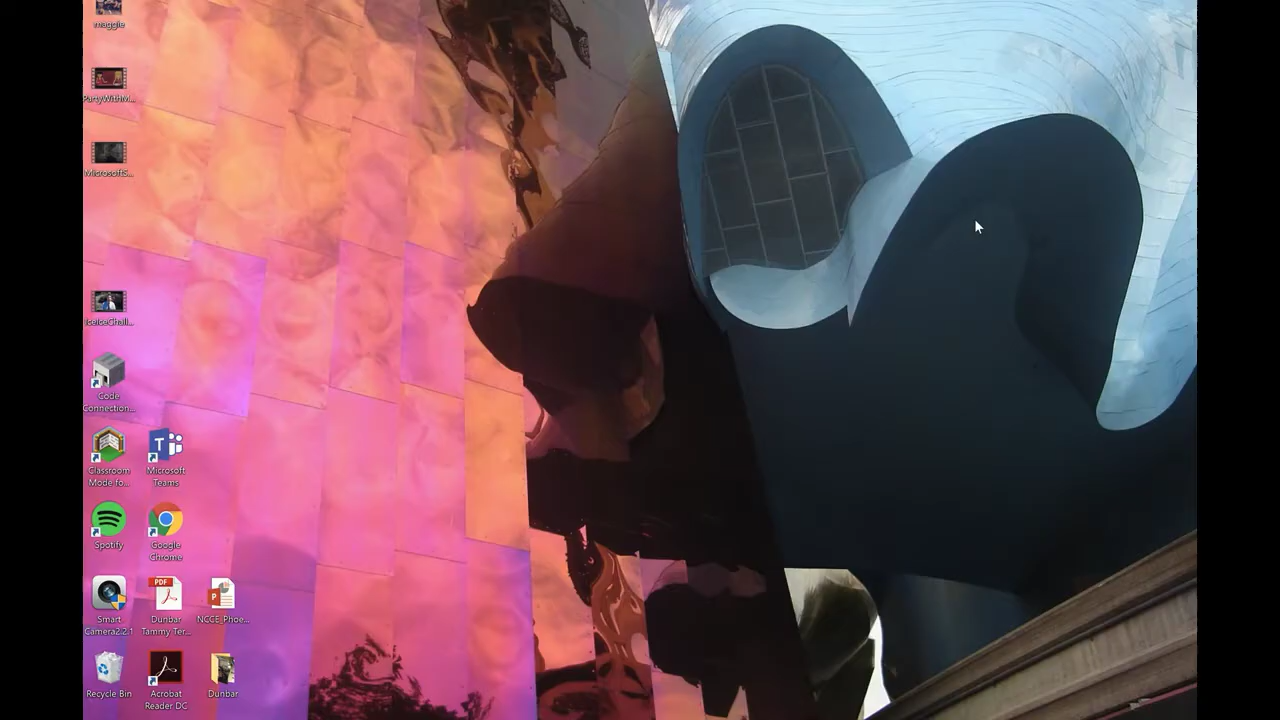 maggie
PartyWithM...
MicrosoftS...
IceIceChall...
Code
Connection...
Classroom
Mode fo...
Microsoft
Teams
Spotify
Google
Chrome
Smart
Camera2.2.1
PDF
Dunbar
Tammy Ter...
NCCE_Phoe...
Recycle Bin
Acrobat
Reader DC
Dunbar